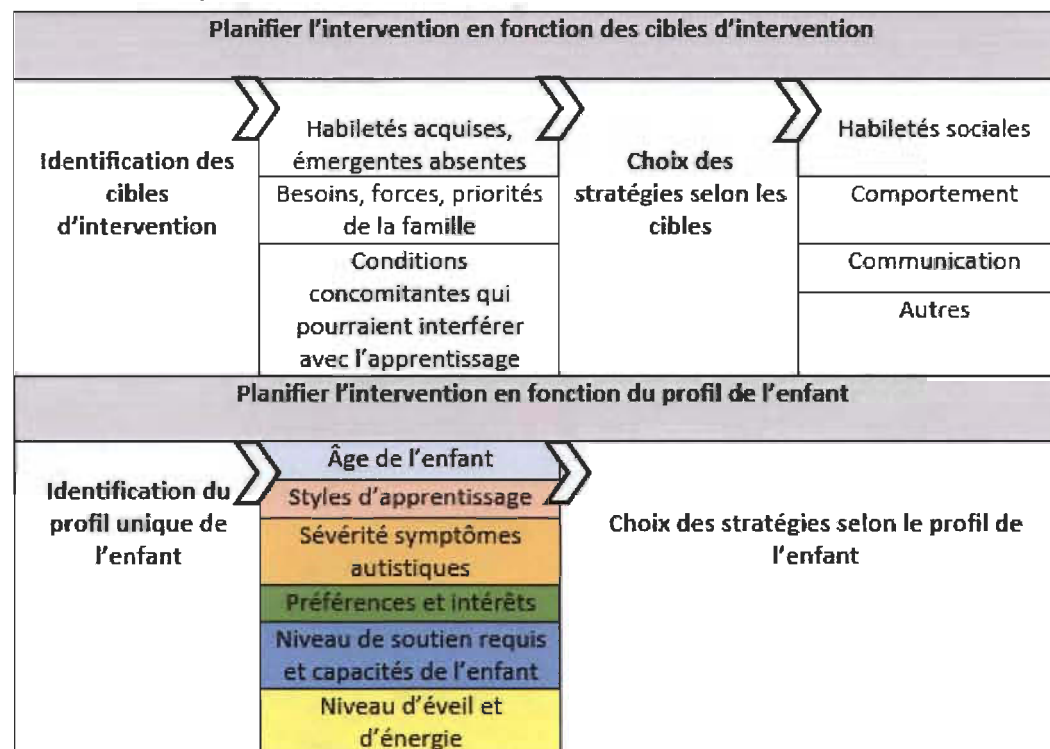 Planifier l'intervention en fonction des cibles d'intervention
Identification des
cibles
d'intervention
Habiletés acquises,
émergentes absentes
Besoins, forces, priorités
de la famille
Conditions
concomitantes qui
pourraient interférer
avec l'apprentissage
Choix des
stratégies selon les
cibles
Habiletés sociales
Comportement
Communication
Autres
Planifier l'intervention en fonction du profil de l'enfant
Identification du
profil unique de
l'enfant
Âge de l'enfant
Styles d'apprentissage
Sévérité symptômes
autistiques
Préférences et intérêts
Niveau de soutien requis
et capacités de l'enfant
Niveau d'éveil et
d'énergie
Choix des stratégies selon le profil de
l'enfant